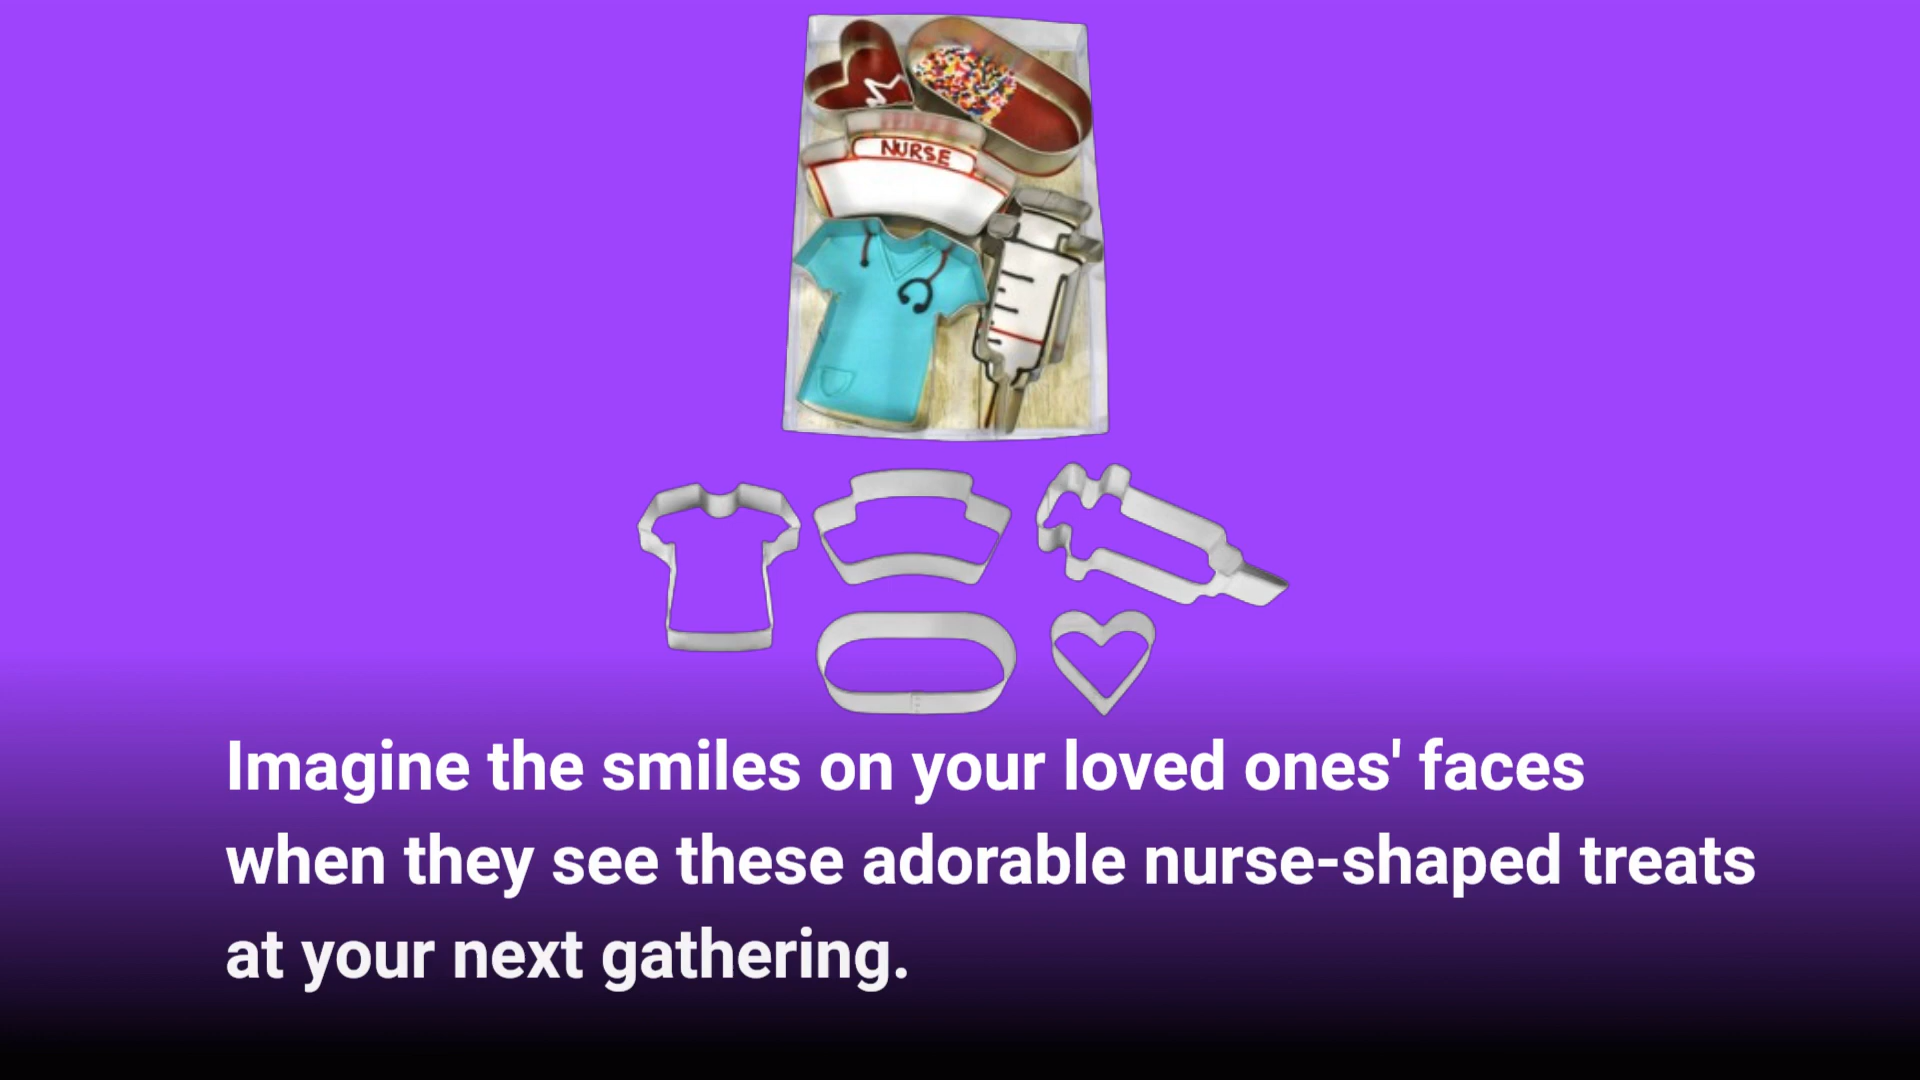 NURSE
Imagine the smiles on your loved ones' faces
when they see these adorable nurse-shaped treats
at your next gathering.